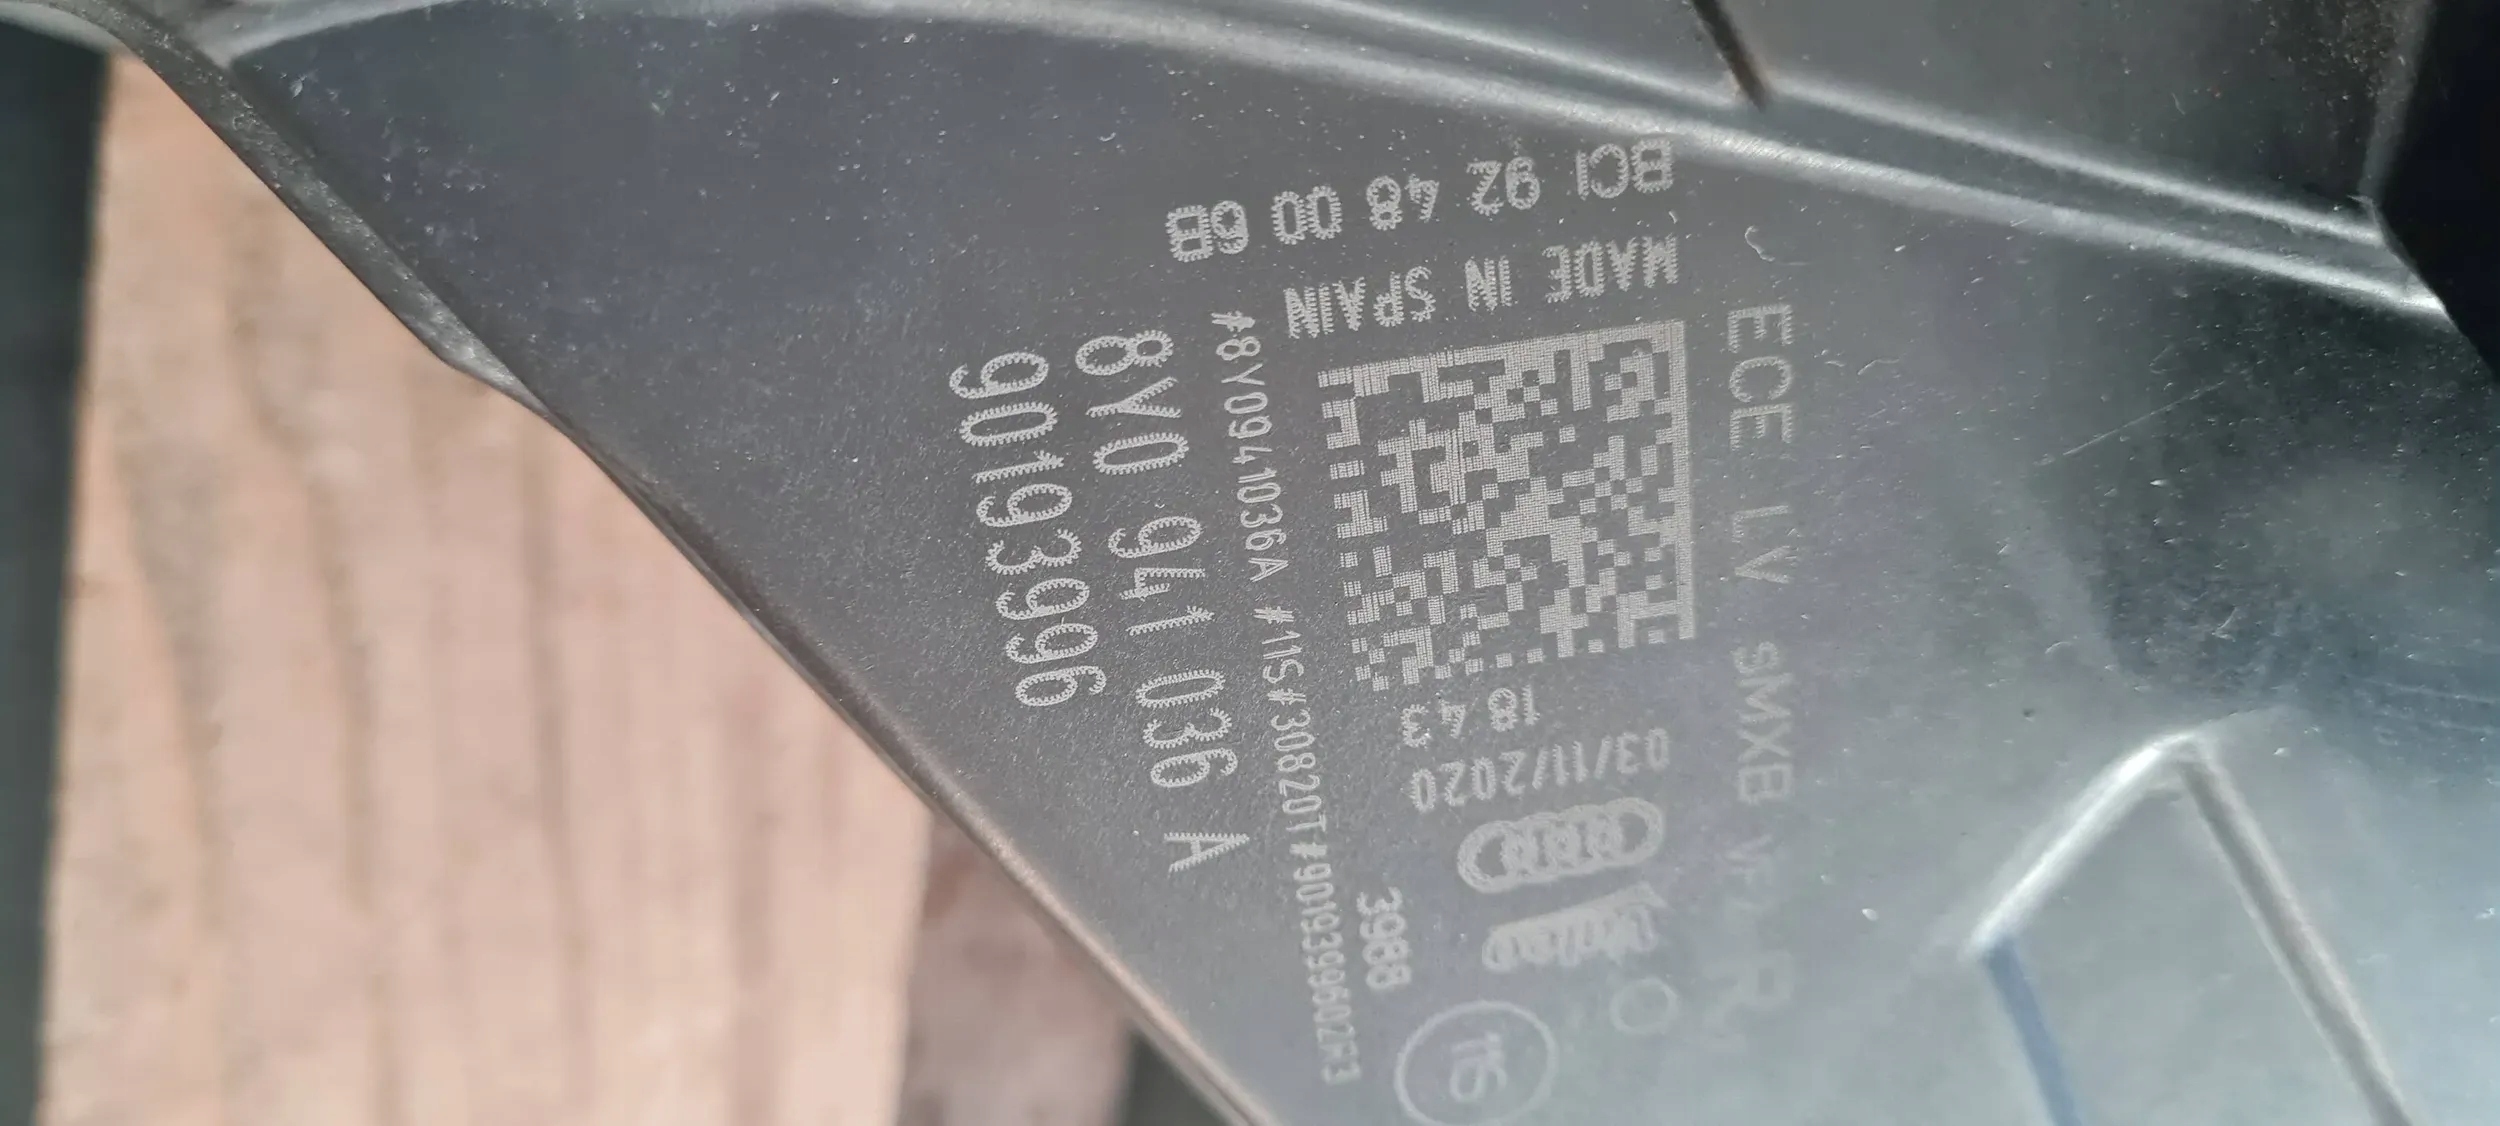 ECE LV 9MXB
BCI 92 48 00 6B
MADE IN SPAIN
18 43
03/11/2020
3988
#8Y0941036A #11S#30820T#90193996
8Y0 941 036 A
90193996